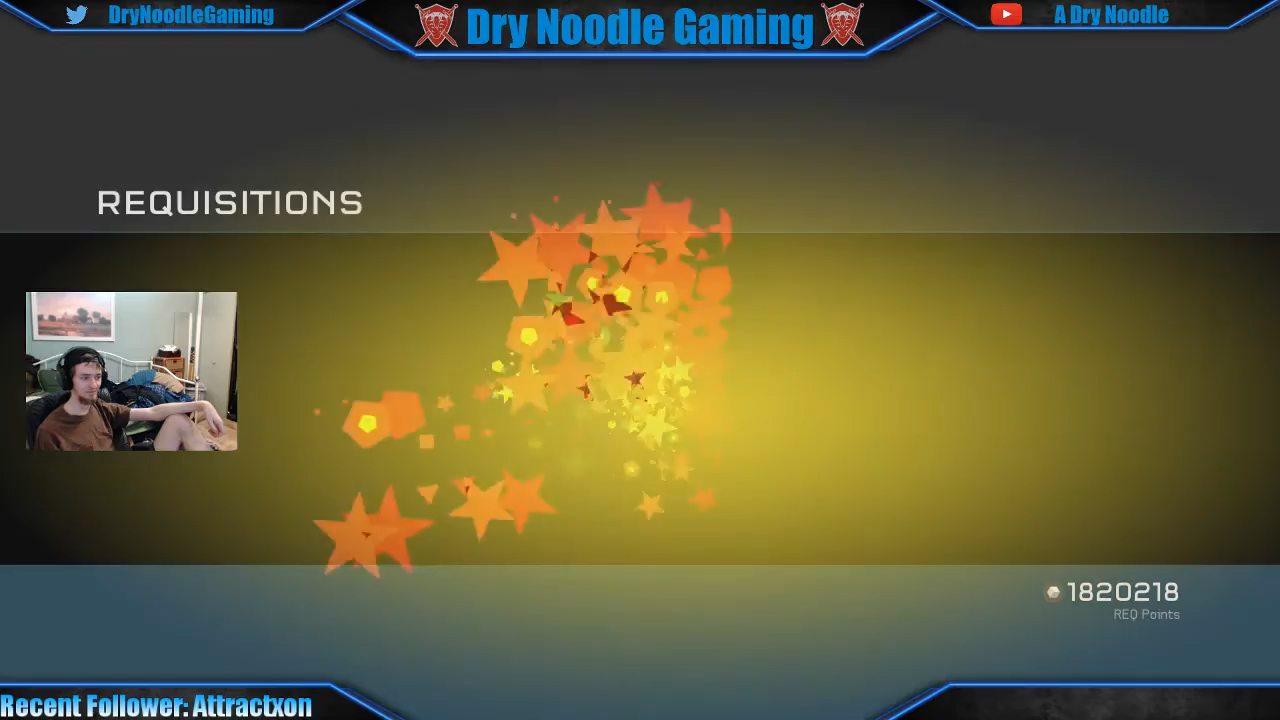 DryNoodleGaming
Dry Noodle Gaming
A Dry Noodle
REQUISITIONS
1820218
REQ Points
Recent Follower: Attractxon